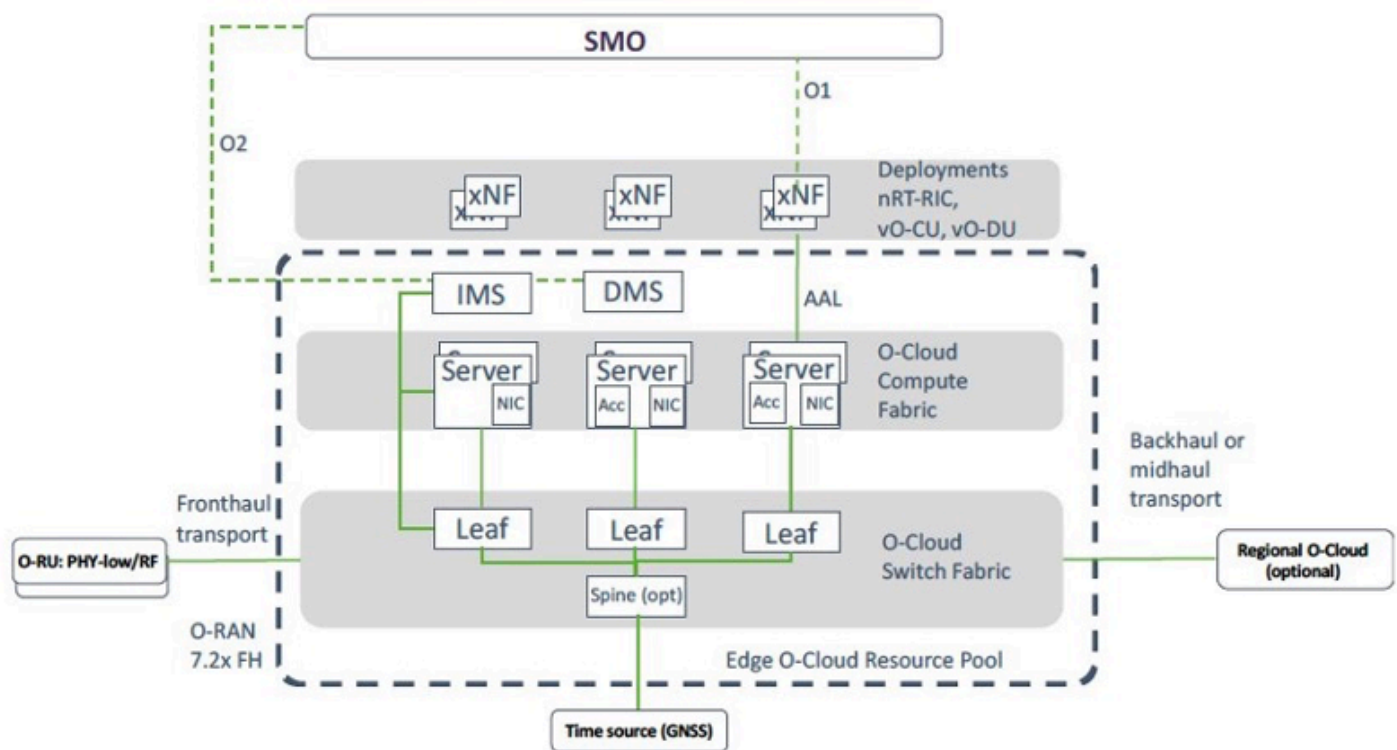 SMO
O1
O2
xNF
xNF
xNF
xNF
xNF
xNF
Deployments
nRT-RIC,
vO-CU, vO-DU
IMS
DMS
AAL
Server
NIC
Server
Acc
NIC
Server
Acc
NIC
O-Cloud
Compute
Fabric
Backhaul or
midhaul
transport
Fronthaul
transport
Leaf
Leaf
Leaf
O-Cloud
Switch Fabric
O-RU: PHY-low/RF
Regional O-Cloud
(optional)
Spine (opt)
O-RAN
7.2x FH
Edge O-Cloud Resource Pool
Time source (GNSS)